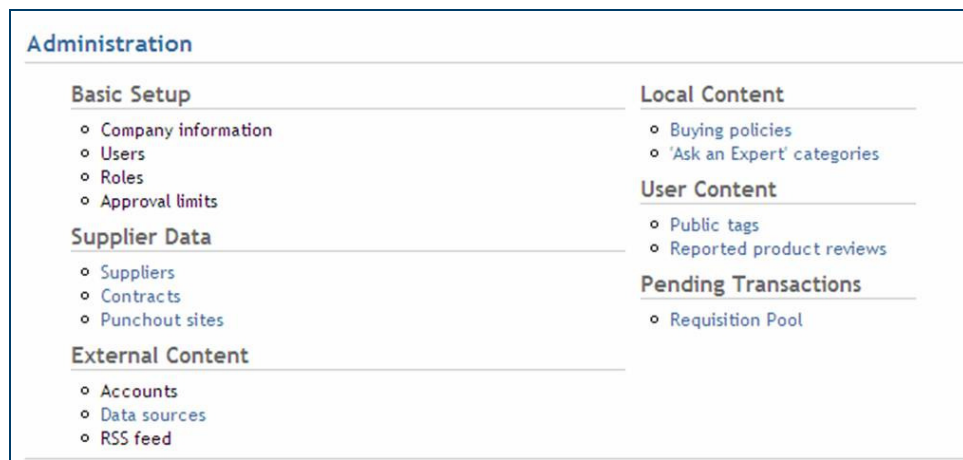 Administration
Basic Setup
Company information
Users
Roles
Approval limits
Supplier Data
Suppliers
Contracts
Punchout sites
External Content
Accounts
Data sources
RSS feed
Local Content
Buying policies
'Ask an Expert' categories
User Content
Public tags
Reported product reviews
Pending Transactions
Requisition Pool